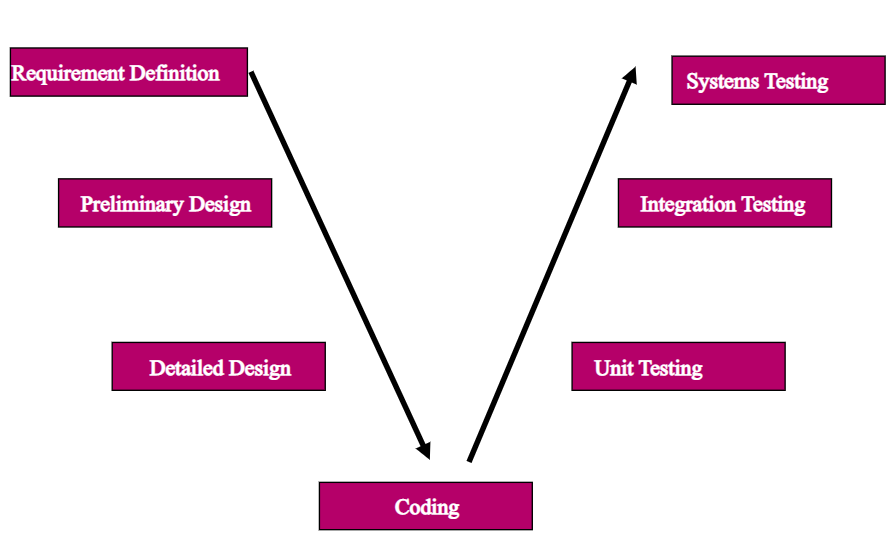 Requirement Definition
Systems Testing
Preliminary Design
Integration Testing
Detailed Design
Unit Testing
Coding